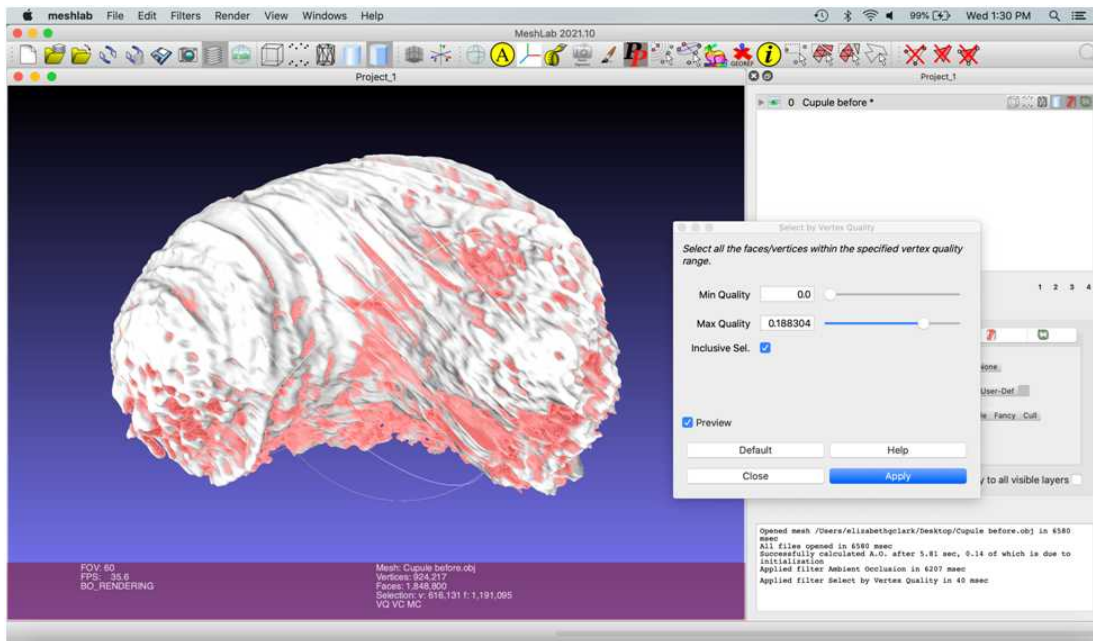 meshlab File Edit Filters Render View Windows Help 99% Wed 1:30 PM
MeshLab 2021.10
A PP GEOREF i
Project_1
Project_1
0 Cupule before *
Select by Vertex Quality
Select all the faces/vertices within the specified vertex quality
range.
Min Quality 0.0
Max Quality 0.188304
Inclusive Sel.
Preview
Default Help
Close Apply
1 2 3 4
User-Def
Fancy Cull
to all visible layers
Opened mesh /Users/elizabethgclark/Desktop/Cupule before.obj in 6580
msec
All files opened in 6580 msec
Successfully calculated A.O. after 5.81 sec, 0.14 of which is due to
initialization
Applied filter Ambient Occlusion in 6207 msec
Applied filter Select by Vertex Quality in 40 msec
FOV: 60
FPS: 35.6
BO_RENDERING
Mesh: Cupule before.obj
Vertices: 924,217
Faces: 1,848,800
Selection: v: 616,131 f: 1,191,095
VQ VC MC